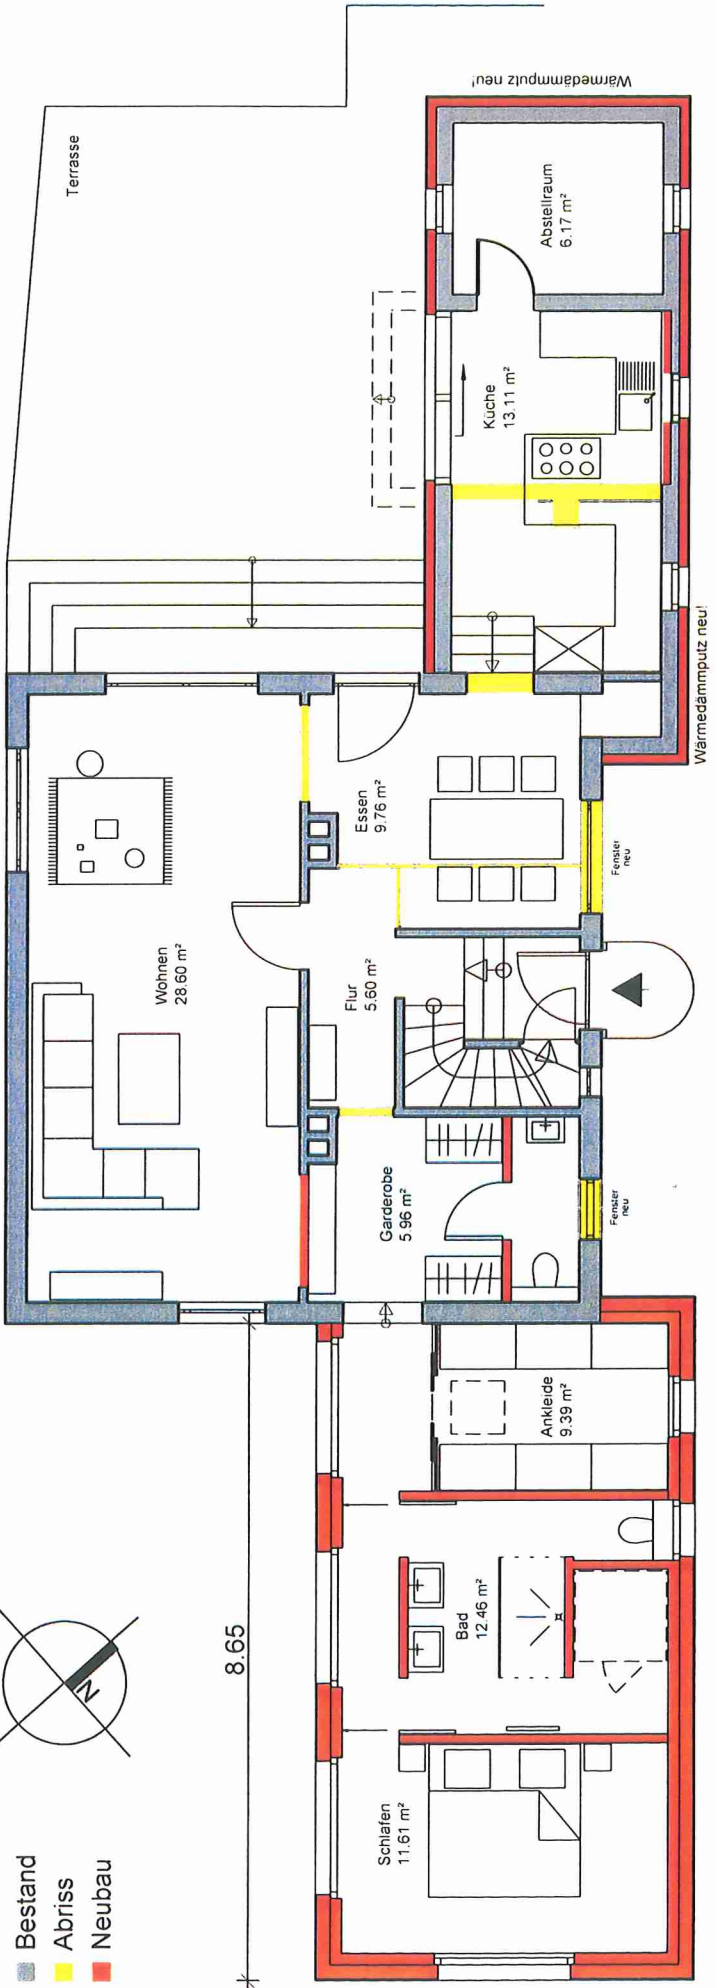 Bestand
Abriss
Neubau
N
8.65
Schlafen
11.61 m²
Bad
12.46 m²
Ankleide
9.39 m²
Garderobe
5.96 m²
Wohnen
28.60 m²
Flur
5.60 m²
Essen
9.76 m²
Küche
13.11 m²
Abstellraum
6.17 m²
Terrasse
Fenster
neu
Fenster
neu
Wärmedämmputz neu!
Wärmedämmputz neu!